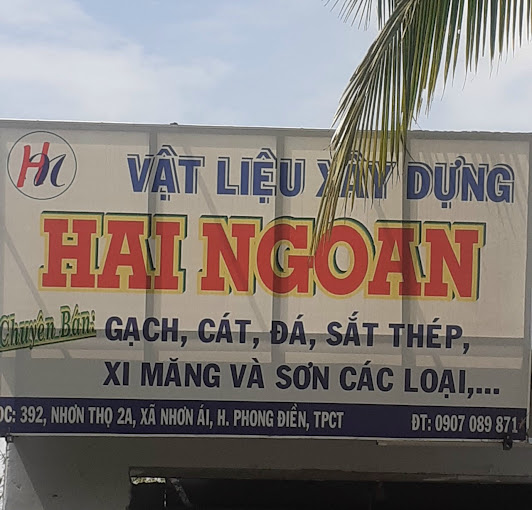 HN
VẬT LIỆU XÂY DỰNG
HAI NGOAN
Chuyên Bán:
GẠCH, CÁT, ĐÁ, SẮT THÉP,
XI MĂNG VÀ SƠN CÁC LOẠI,...
ĐC: 392, NHƠN THỌ 2A, XÃ NHƠN ÁI, H. PHONG ĐIỀN, TPCT ĐT: 0907 089 871